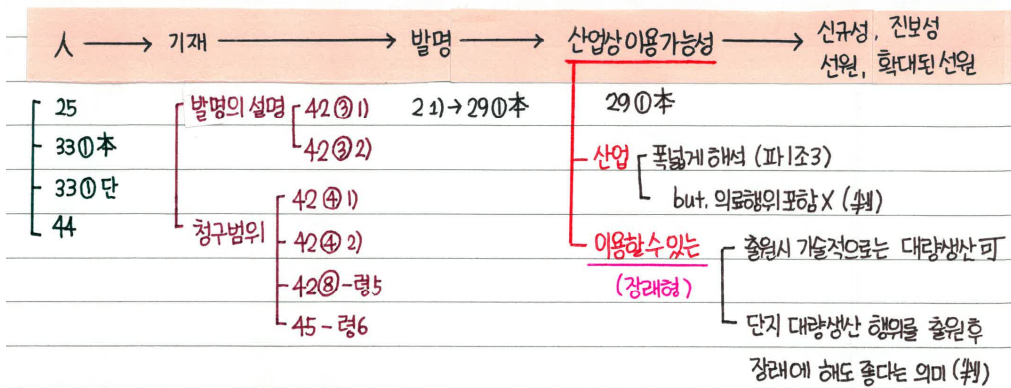 人 → 기재 → 발명 → 산업상 이용가능성 → 신규성, 진보성
선원, 확대된 선원
25
33①本
33①단
44
발명의 설명
42③1)
42③2)
청구범위
42④1)
42④2)
42⑧-령5
45-령6
2 1)→29①本
29①本
산업
폭넓게 해석 (파1조3)
but. 의료행위 포함 X (判)
이용할 수 있는
(장래형)
출원시 기술적으로는 대량생산 可
단지 대량생산 행위를 출원 후
장래에 해도 좋다는 의미 (判)